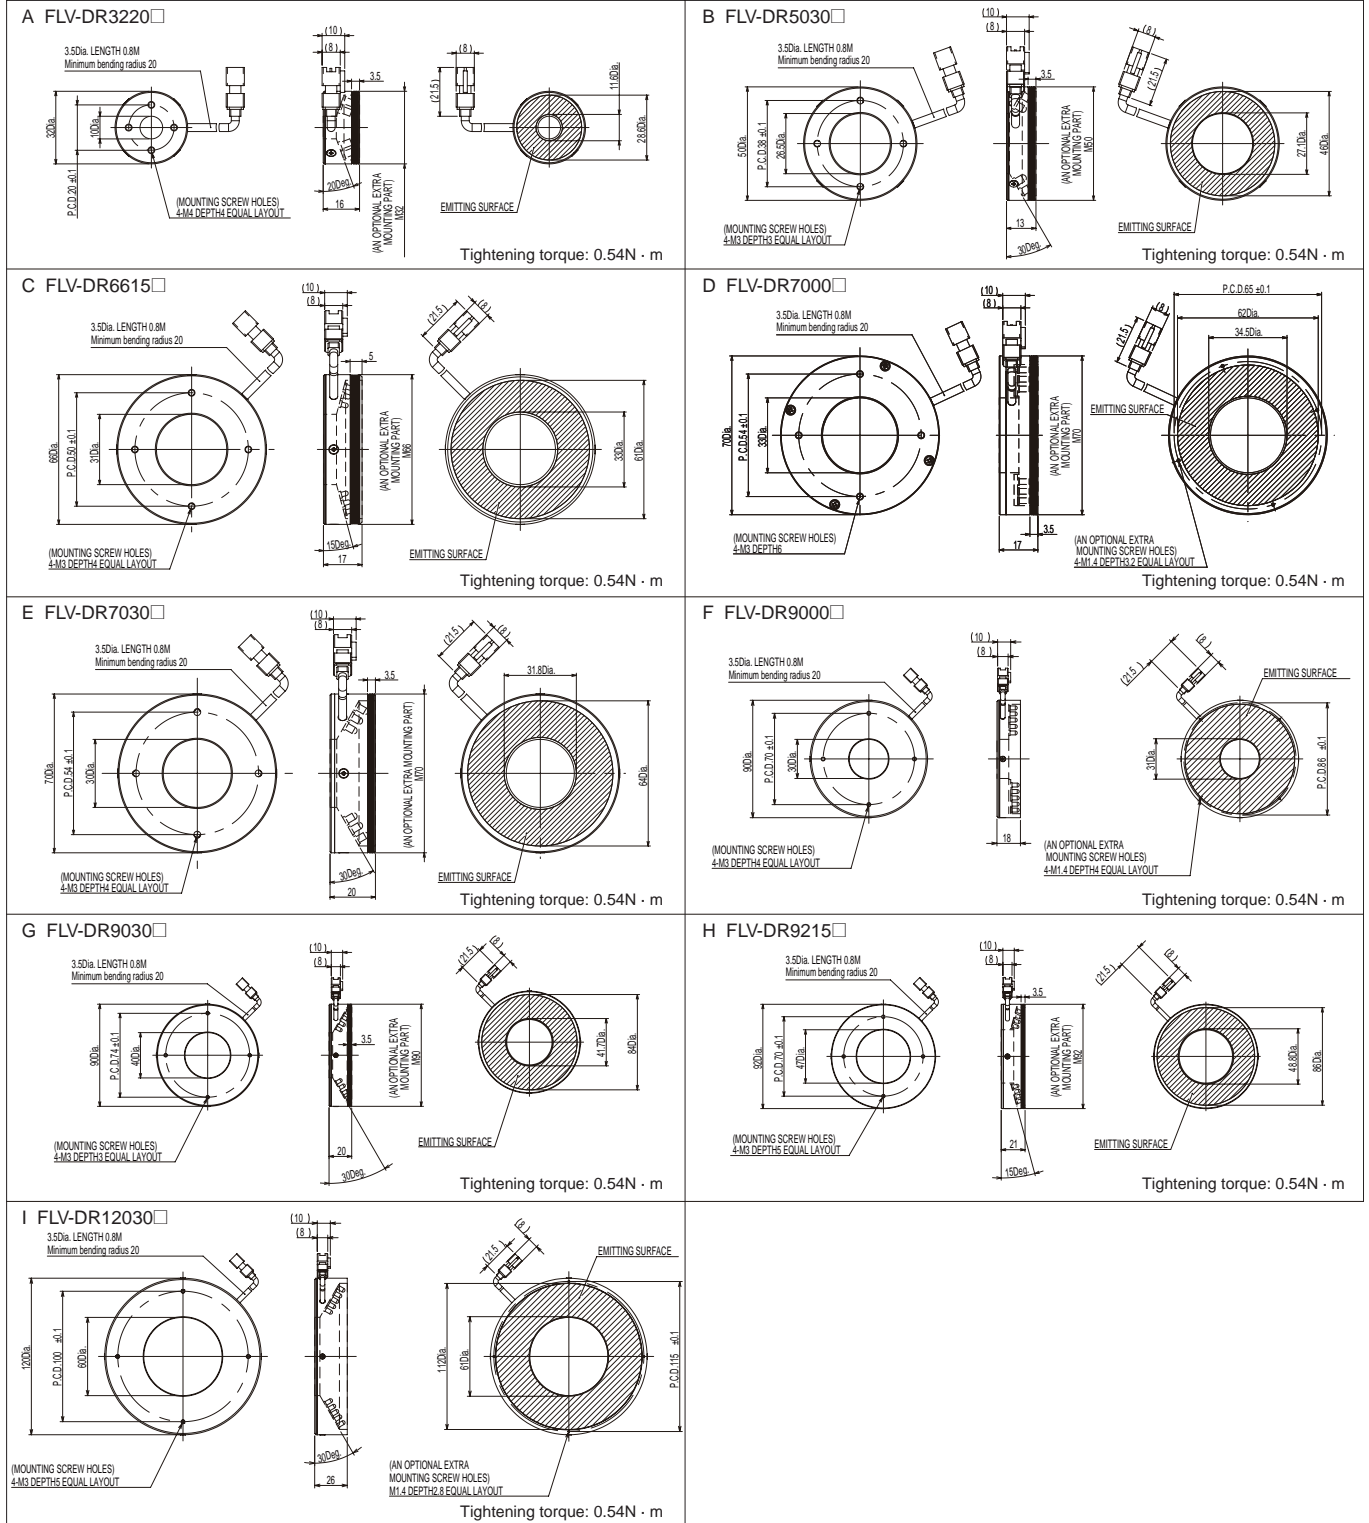 A FLV-DR3220□
3.5Dia. LENGTH 0.8M
Minimum bending radius 20
32Dia.
10ODia.
P.C.D.20 ±0.1
(MOUNTING SCREW HOLES)
4-M4 DEPTH4 EQUAL LAYOUT
(10)
(8)
3.5
20Deg.
16
(AN OPTIONAL EXTRA
MOUNTING PART)
M32
(8)
(21.5)
11.6Dia.
28.6Dia.
EMITTING SURFACE
Tightening torque: 0.54N · m
B FLV-DR5030□
3.5Dia. LENGTH 0.8M
Minimum bending radius 20
50Dia.
P.C.D.38 ±0.1
26.5Dia.
(MOUNTING SCREW HOLES)
4-M3 DEPTH3 EQUAL LAYOUT
(10)
(8)
3.5
13
30Deg.
(AN OPTIONAL EXTRA
MOUNTING PART)
M50
(8)
(21.5)
27.1Dia.
46Dia.
EMITTING SURFACE
Tightening torque: 0.54N · m
C FLV-DR6615□
3.5Dia. LENGTH 0.8M
Minimum bending radius 20
66Dia.
P.C.D.50 ±0.1
31Dia.
(MOUNTING SCREW HOLES)
4-M3 DEPTH4 EQUAL LAYOUT
(10)
(8)
5
15Deg.
17
(AN OPTIONAL EXTRA
MOUNTING PART)
M66
(21.5)
(8)
33Dia.
61Dia.
EMITTING SURFACE
Tightening torque: 0.54N · m
D FLV-DR7000□
3.5Dia. LENGTH 0.8M
Minimum bending radius 20
70Dia.
P.C.D.54 ±0.1
33Dia.
(MOUNTING SCREW HOLES)
4-M3 DEPTH6
(10)
(8)
3.5
17
(AN OPTIONAL EXTRA
MOUNTING PART)
M70
(8)
(21.5)
P.C.D.65 ±0.1
62Dia.
34.5Dia.
EMITTING SURFACE
(AN OPTIONAL EXTRA
MOUNTING SCREW HOLES)
4-M1.4 DEPTH3.2 EQUAL LAYOUT
Tightening torque: 0.54N · m
E FLV-DR7030□
3.5Dia. LENGTH 0.8M
Minimum bending radius 20
70Dia.
P.C.D.54 ±0.1
30Dia.
(MOUNTING SCREW HOLES)
4-M3 DEPTH4 EQUAL LAYOUT
(10)
(8)
3.5
30Deg.
20
(AN OPTIONAL EXTRA MOUNTING PART)
M70
(21.5)
(8)
31.8Dia.
64Dia.
EMITTING SURFACE
Tightening torque: 0.54N · m
F FLV-DR9000□
3.5Dia. LENGTH 0.8M
Minimum bending radius 20
90Dia.
P.C.D.70 ±0.1
30Dia.
(MOUNTING SCREW HOLES)
4-M3 DEPTH4 EQUAL LAYOUT
(10)
(8)
18
(21.5)
(8)
EMITTING SURFACE
31Dia.
P.C.D.86 ±0.1
(AN OPTIONAL EXTRA
MOUNTING SCREW HOLES)
4-M1.4 DEPTH4 EQUAL LAYOUT
Tightening torque: 0.54N · m
G FLV-DR9030□
3.5Dia. LENGTH 0.8M
Minimum bending radius 20
90Dia.
P.C.D.74 ±0.1
40Dia.
(MOUNTING SCREW HOLES)
4-M3 DEPTH3 EQUAL LAYOUT
(10)
(8)
3.5
20
30Deg.
(AN OPTIONAL EXTRA
MOUNTING PART)
M90
(21.5)
(8)
41.7Dia.
84Dia.
EMITTING SURFACE
Tightening torque: 0.54N · m
H FLV-DR9215□
3.5Dia. LENGTH 0.8M
Minimum bending radius 20
92Dia.
P.C.D.70 ±0.1
47Dia.
(MOUNTING SCREW HOLES)
4-M3 DEPTH5 EQUAL LAYOUT
(10)
(8)
3.5
21
15Deg.
(AN OPTIONAL EXTRA
MOUNTING PART)
M92
(21.5)
(8)
48.8Dia.
86Dia.
EMITTING SURFACE
Tightening torque: 0.54N · m
I FLV-DR12030□
3.5Dia. LENGTH 0.8M
Minimum bending radius 20
120Dia.
P.C.D.100 ±0.1
60Dia.
(MOUNTING SCREW HOLES)
4-M3 DEPTH5 EQUAL LAYOUT
(10)
(8)
30Deg.
26
(21.5)
(8)
EMITTING SURFACE
112Dia.
61Dia.
P.C.D.115 ±0.1
(AN OPTIONAL EXTRA
MOUNTING SCREW HOLES)
M1.4 DEPTH2.8 EQUAL LAYOUT
Tightening torque: 0.54N · m